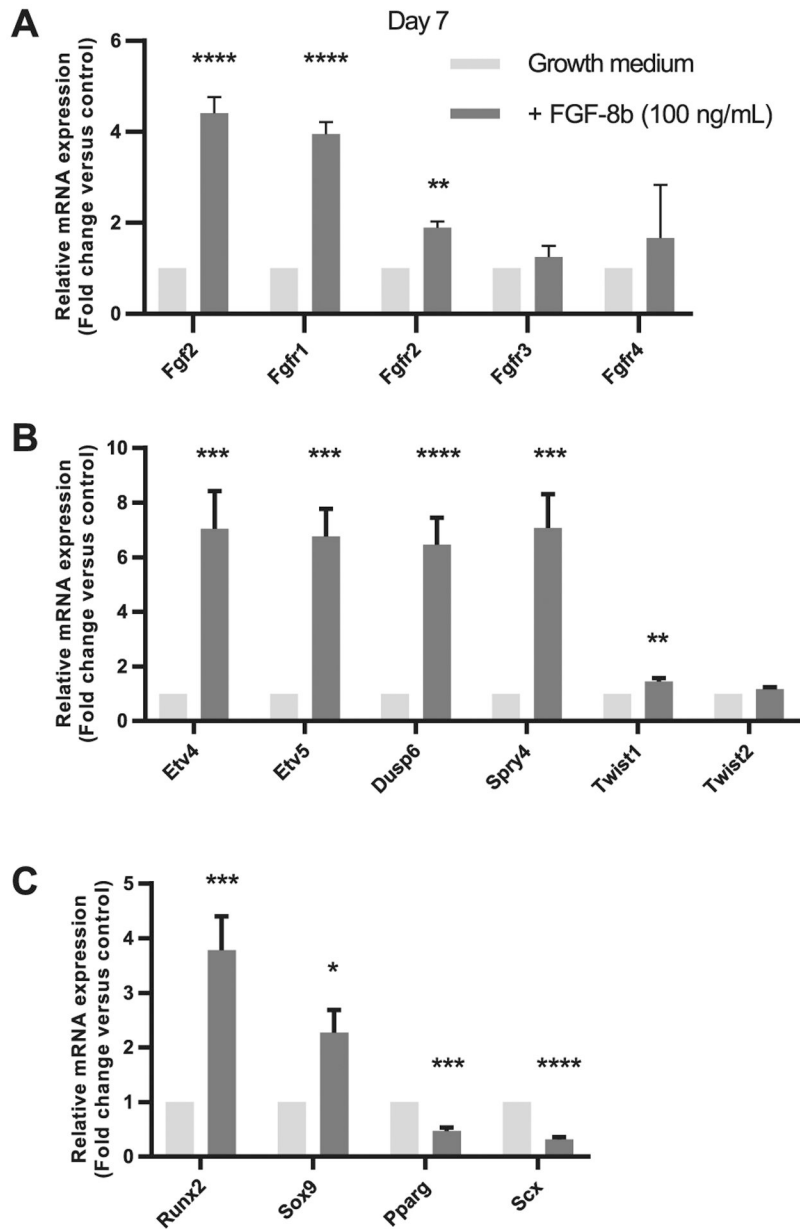 A
Day 7
Growth medium
+ FGF-8b (100 ng/mL)
Relative mRNA expression
(Fold change versus control)
6
4
2
0
****
****
**
Fgf2
Fgfr1
Fgfr2
Fgfr3
Fgfr4
B
Relative mRNA expression
(Fold change versus control)
10
8
6
4
2
0
***
***
****
***
**
Etv4
Etv5
Dusp6
Spry4
Twist1
Twist2
C
Relative mRNA expression
(Fold change versus control)
5
4
3
2
1
0
***
*
***
****
Runx2
Sox9
Pparg
Scx